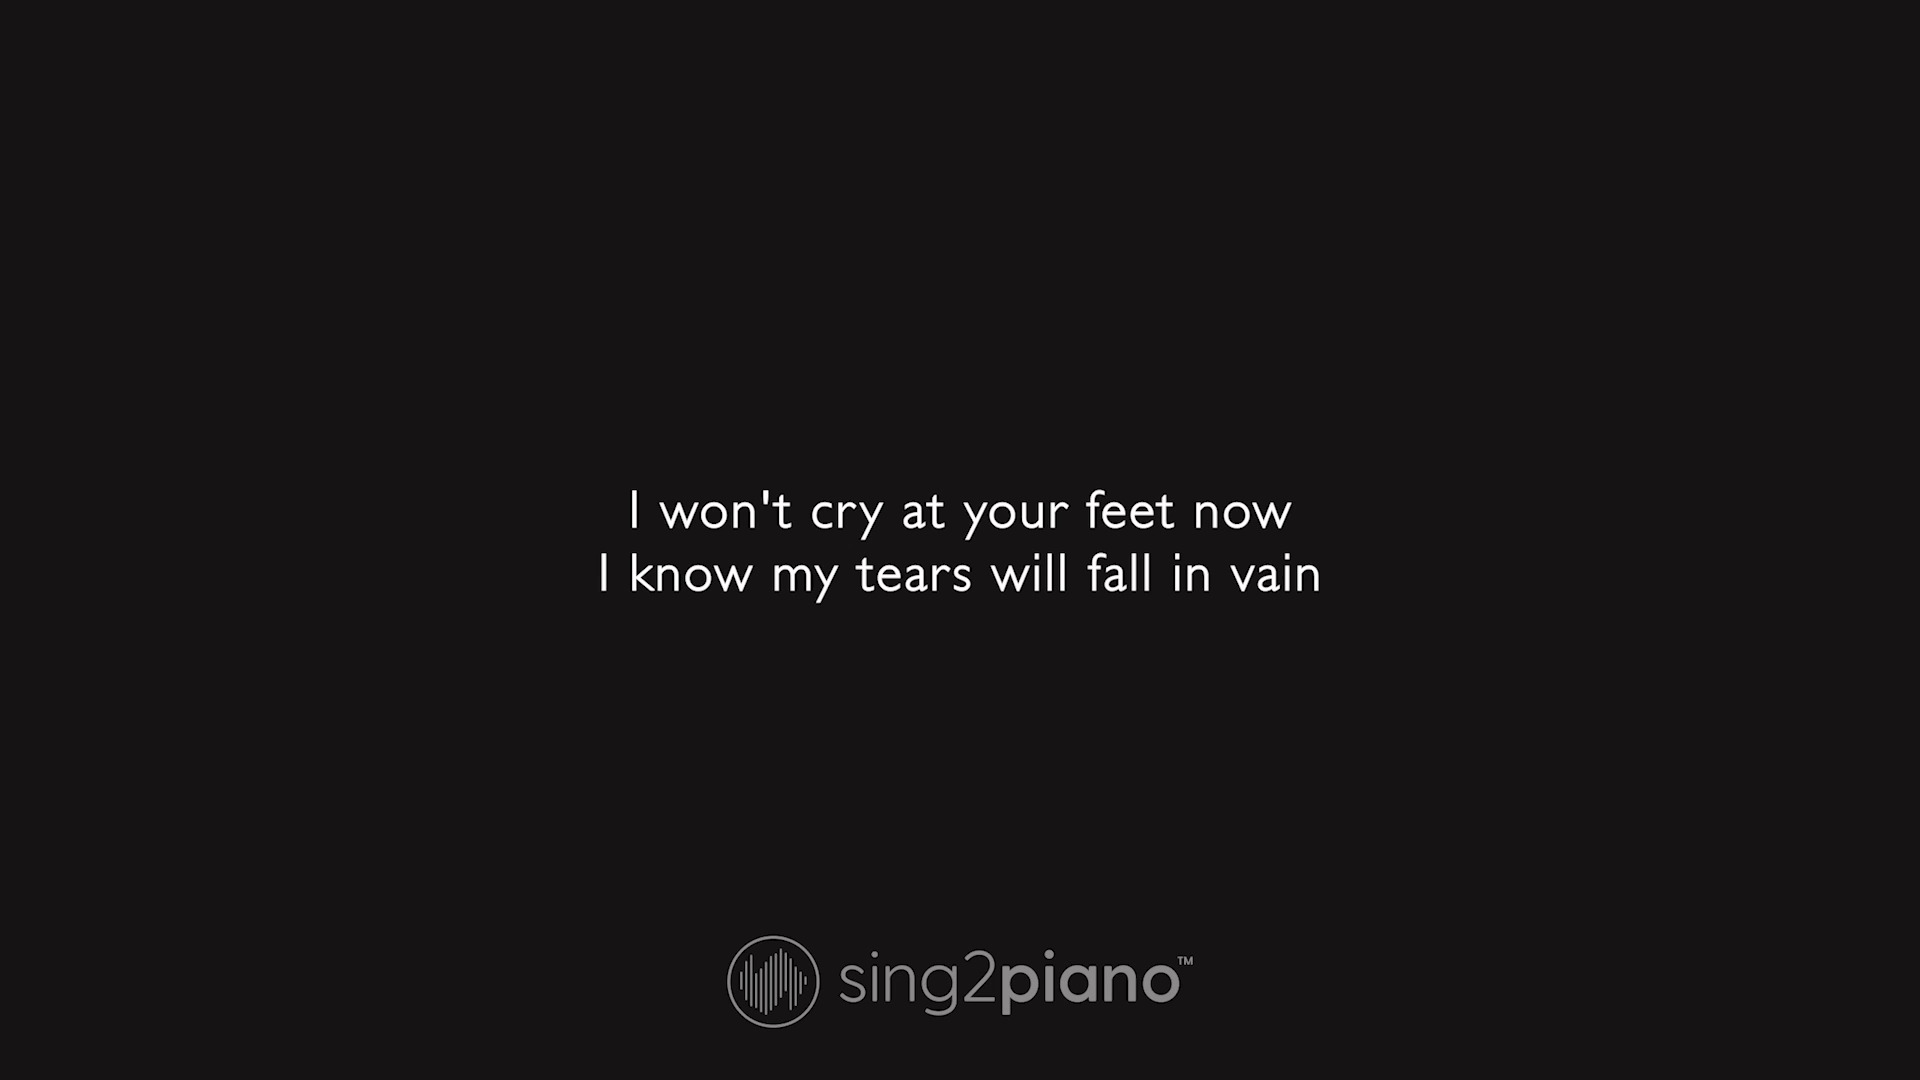 I won't cry at your feet now
I know my tears will fall in vain
sing2piano™